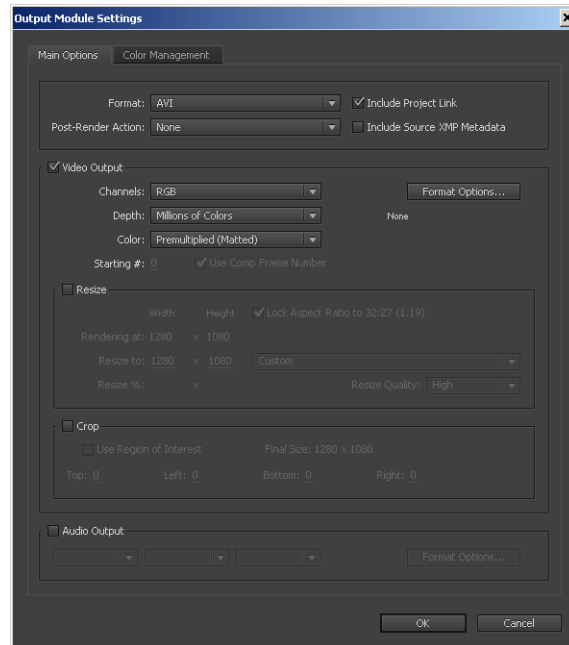 Output Module Settings
Main Options Color Management
Format: AVI Include Project Link
Post-Render Action: None Include Source XMP Metadata
Video Output
Channels: RGB Format Options...
Depth: Millions of Colors None
Color: Premultiplied (Matted)
Starting #: 0 Use Comp Frame Number
Resize
Width Height Lock Aspect Ratio to 32:27 (1.19)
Rendering at: 1280 x 1080
Resize to: 1280 x 1080 Custom
Resize %: x Resize Quality: High
Crop
Use Region of Interest Final Size: 1280 x 1080
Top: 0 Left: 0 Bottom: 0 Right: 0
Audio Output
Format Options...
OK Cancel